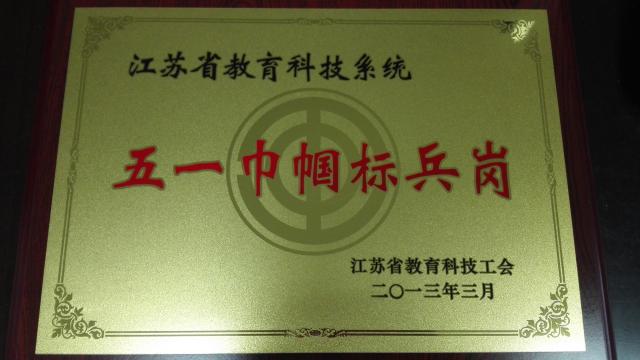 江苏省教育科技系统
五一巾帼标兵岗
江苏省教育科技工会
二〇一三年三月